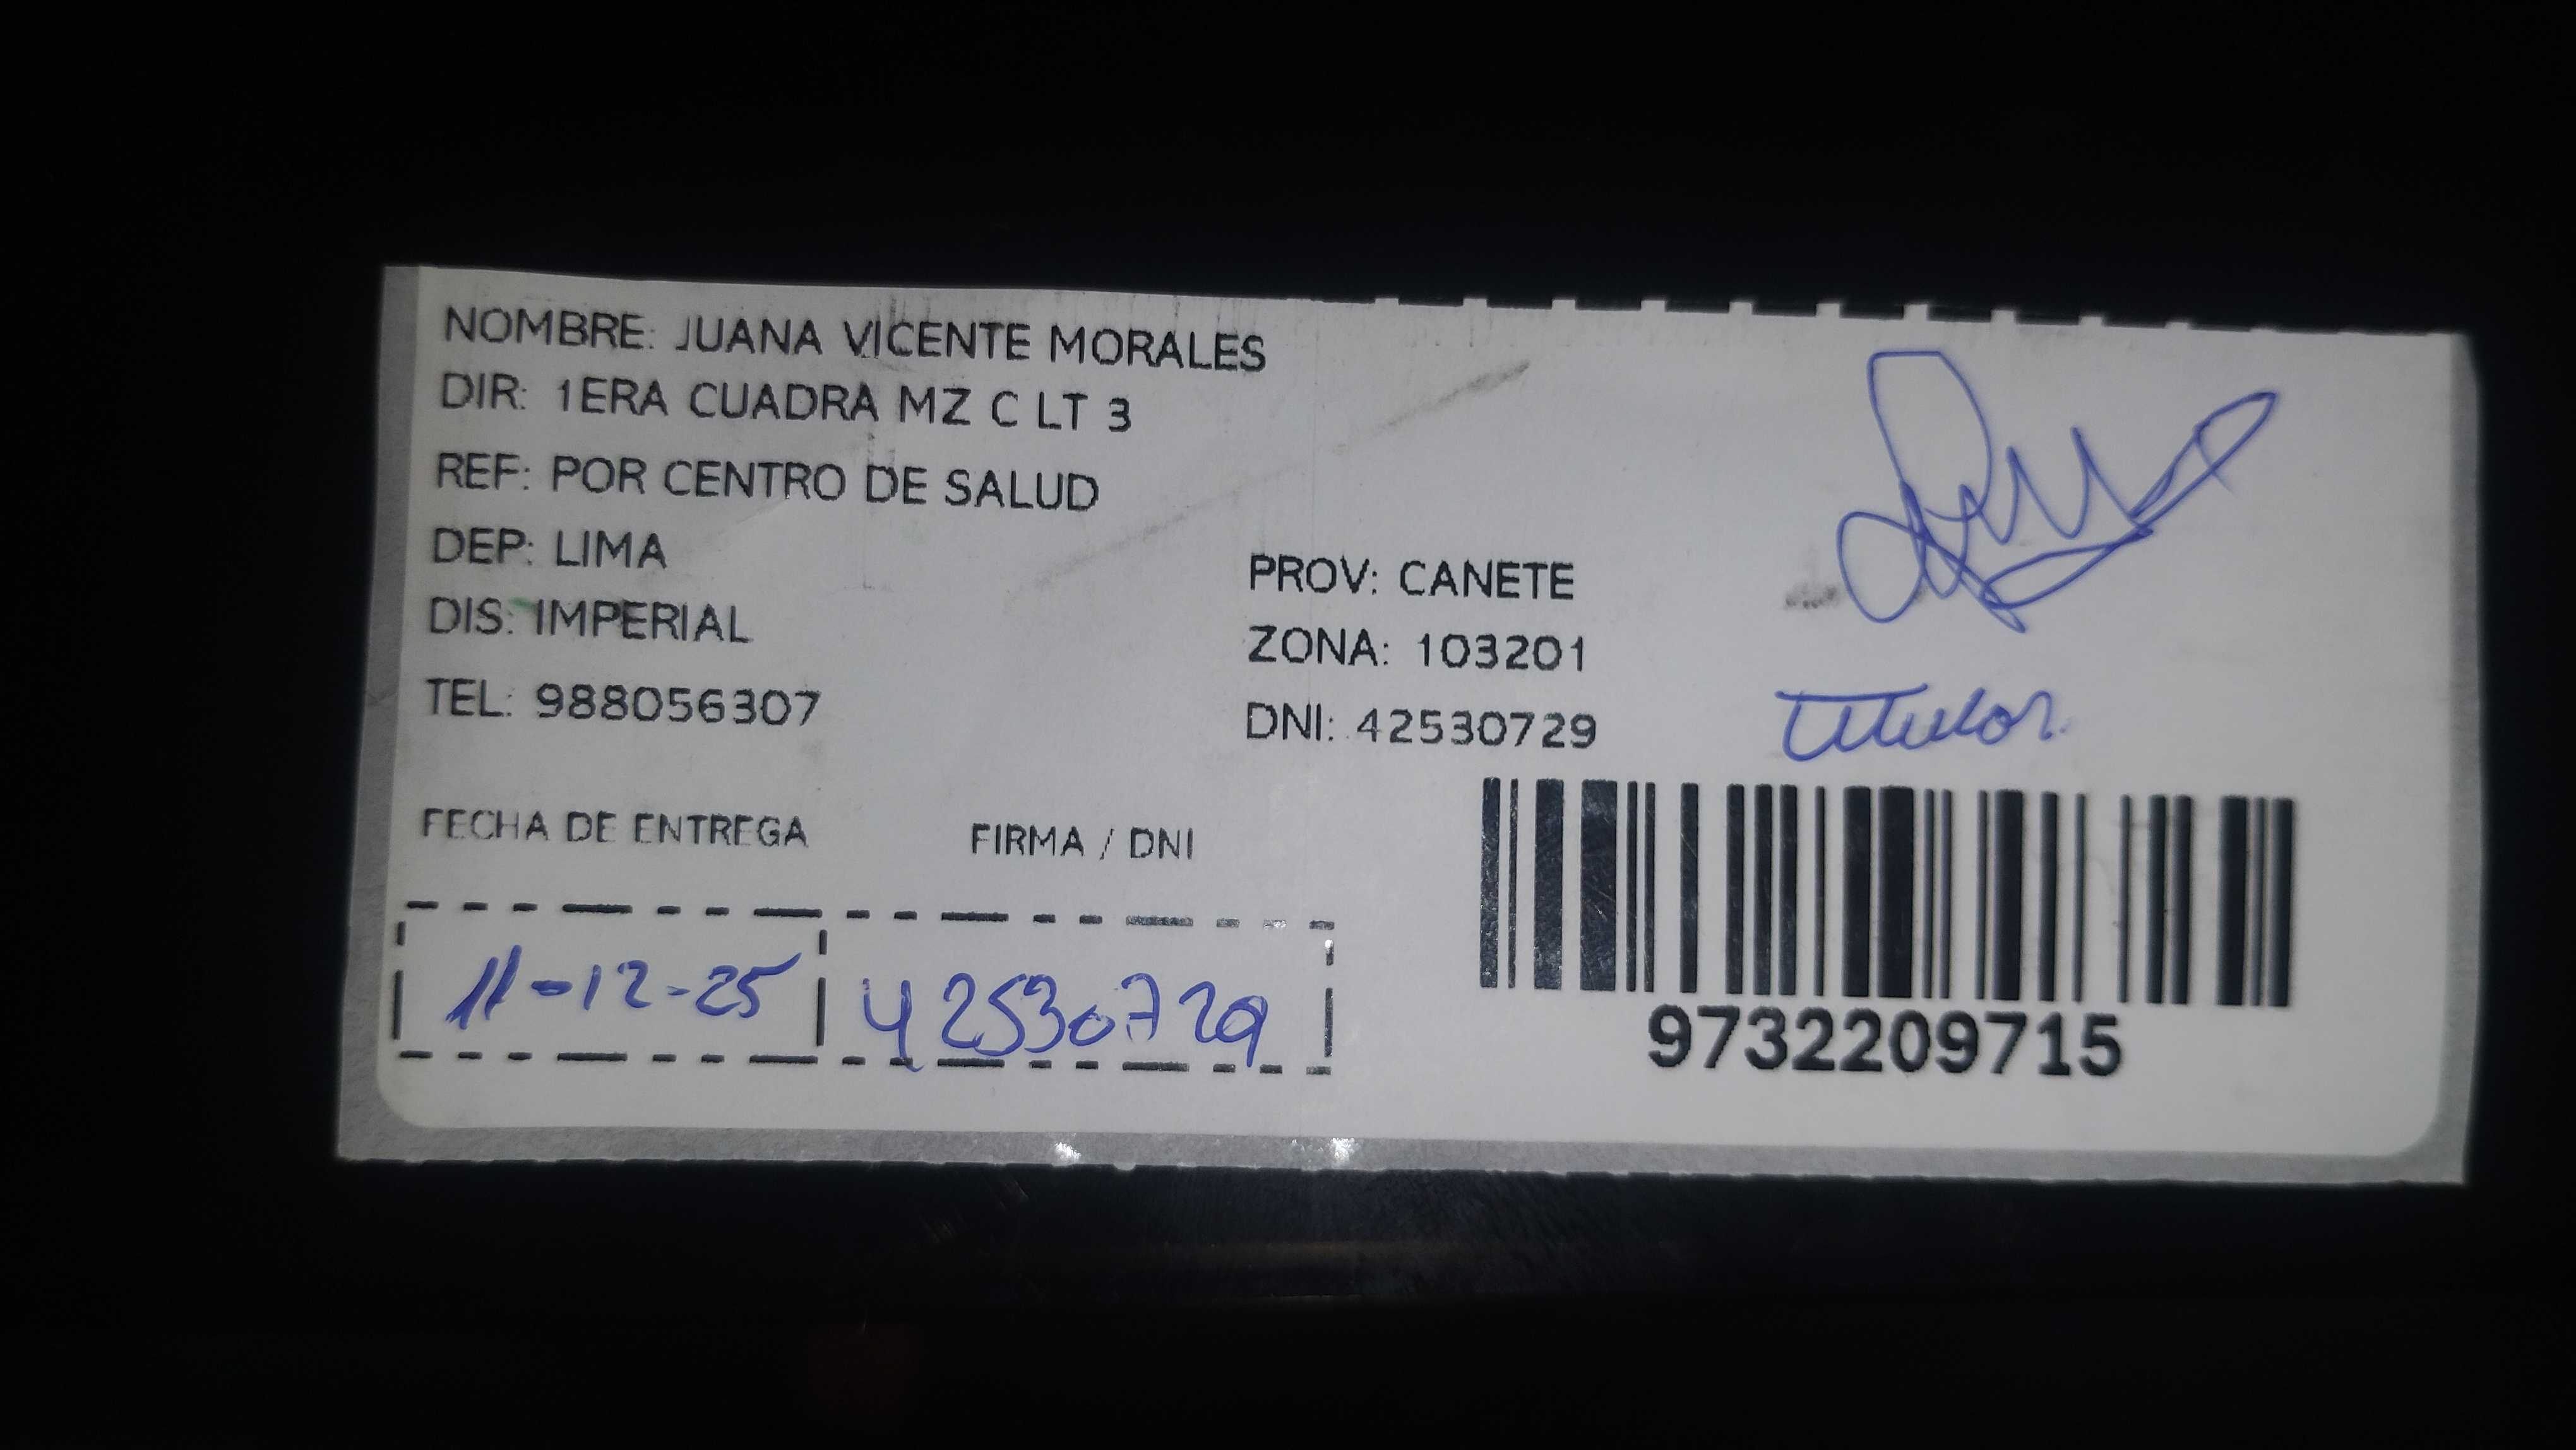 NOMBRE: JUANA VICENTE MORALES
DIR: 1ERA CUADRA MZ C LT 3
REF: POR CENTRO DE SALUD
DEP: LIMA
PROV: CANETE
DIS: IMPERIAL
ZONA: 103201
TEL: 988056307
DNI: 42530729
Titular
FECHA DE ENTREGA
FIRMA / DNI
11-12-25
42530729
9732209715